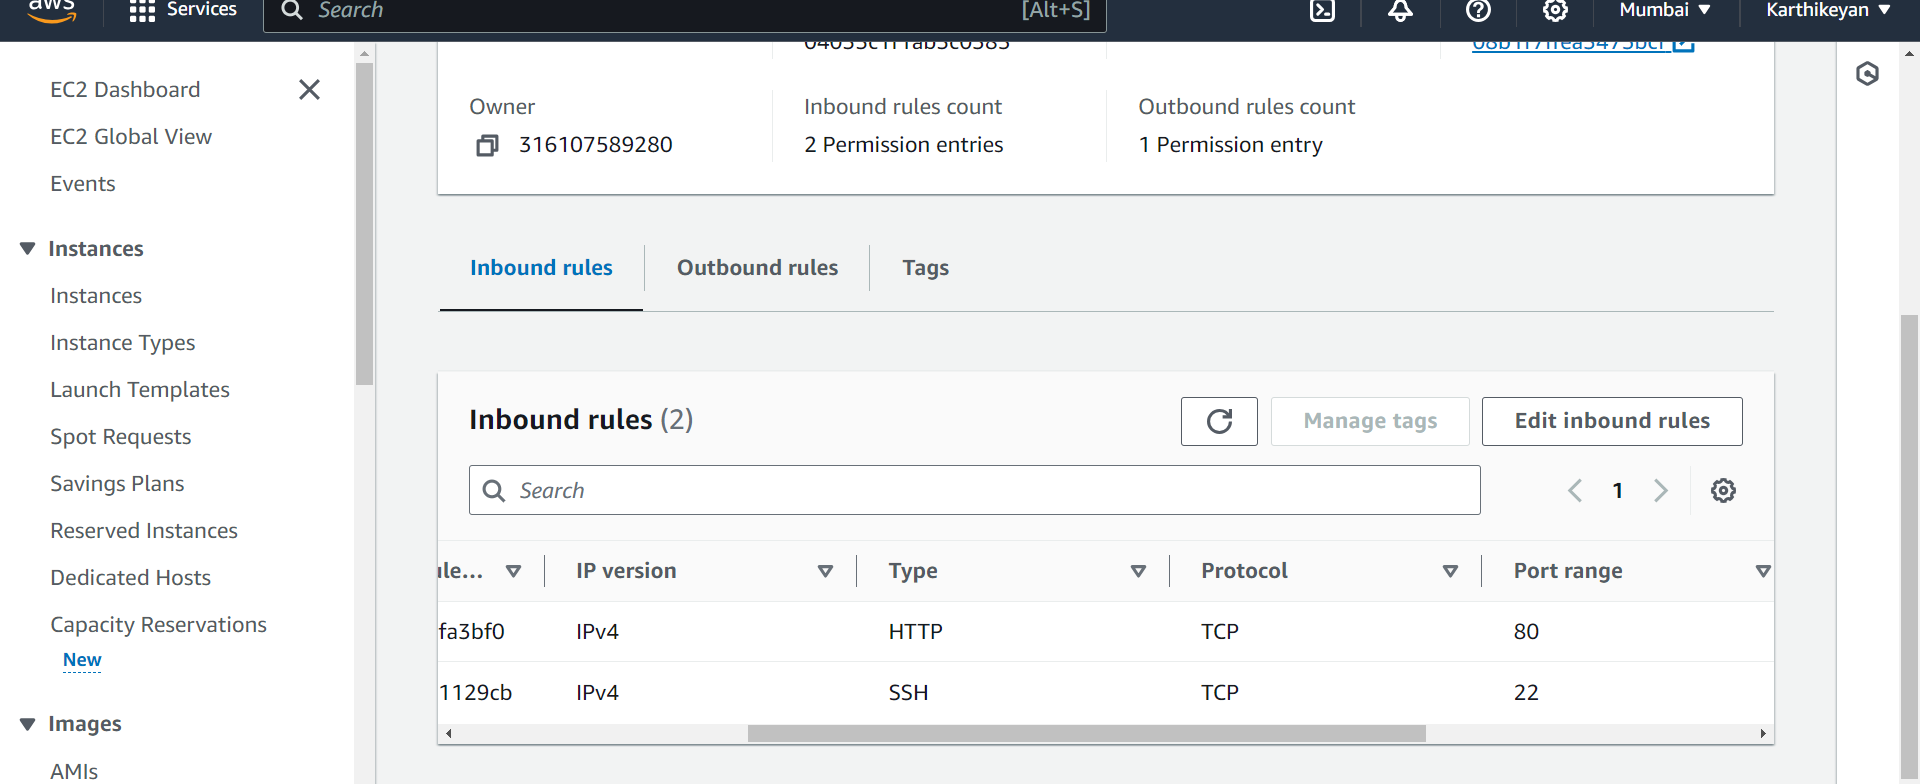 aws
Services
Search
[Alt+S]
Mumbai
Karthikeyan
EC2 Dashboard
EC2 Global View
Events
Instances
Instances
Instance Types
Launch Templates
Spot Requests
Savings Plans
Reserved Instances
Dedicated Hosts
Capacity Reservations
New
Images
AMIs
Owner
316107589280
Inbound rules count
2 Permission entries
Outbound rules count
1 Permission entry
Inbound rules
Outbound rules
Tags
Inbound rules (2)
Manage tags
Edit inbound rules
Search
1
ule... IP version Type Protocol Port range
fa3bf0 IPv4 HTTP TCP 80
1129cb IPv4 SSH TCP 22